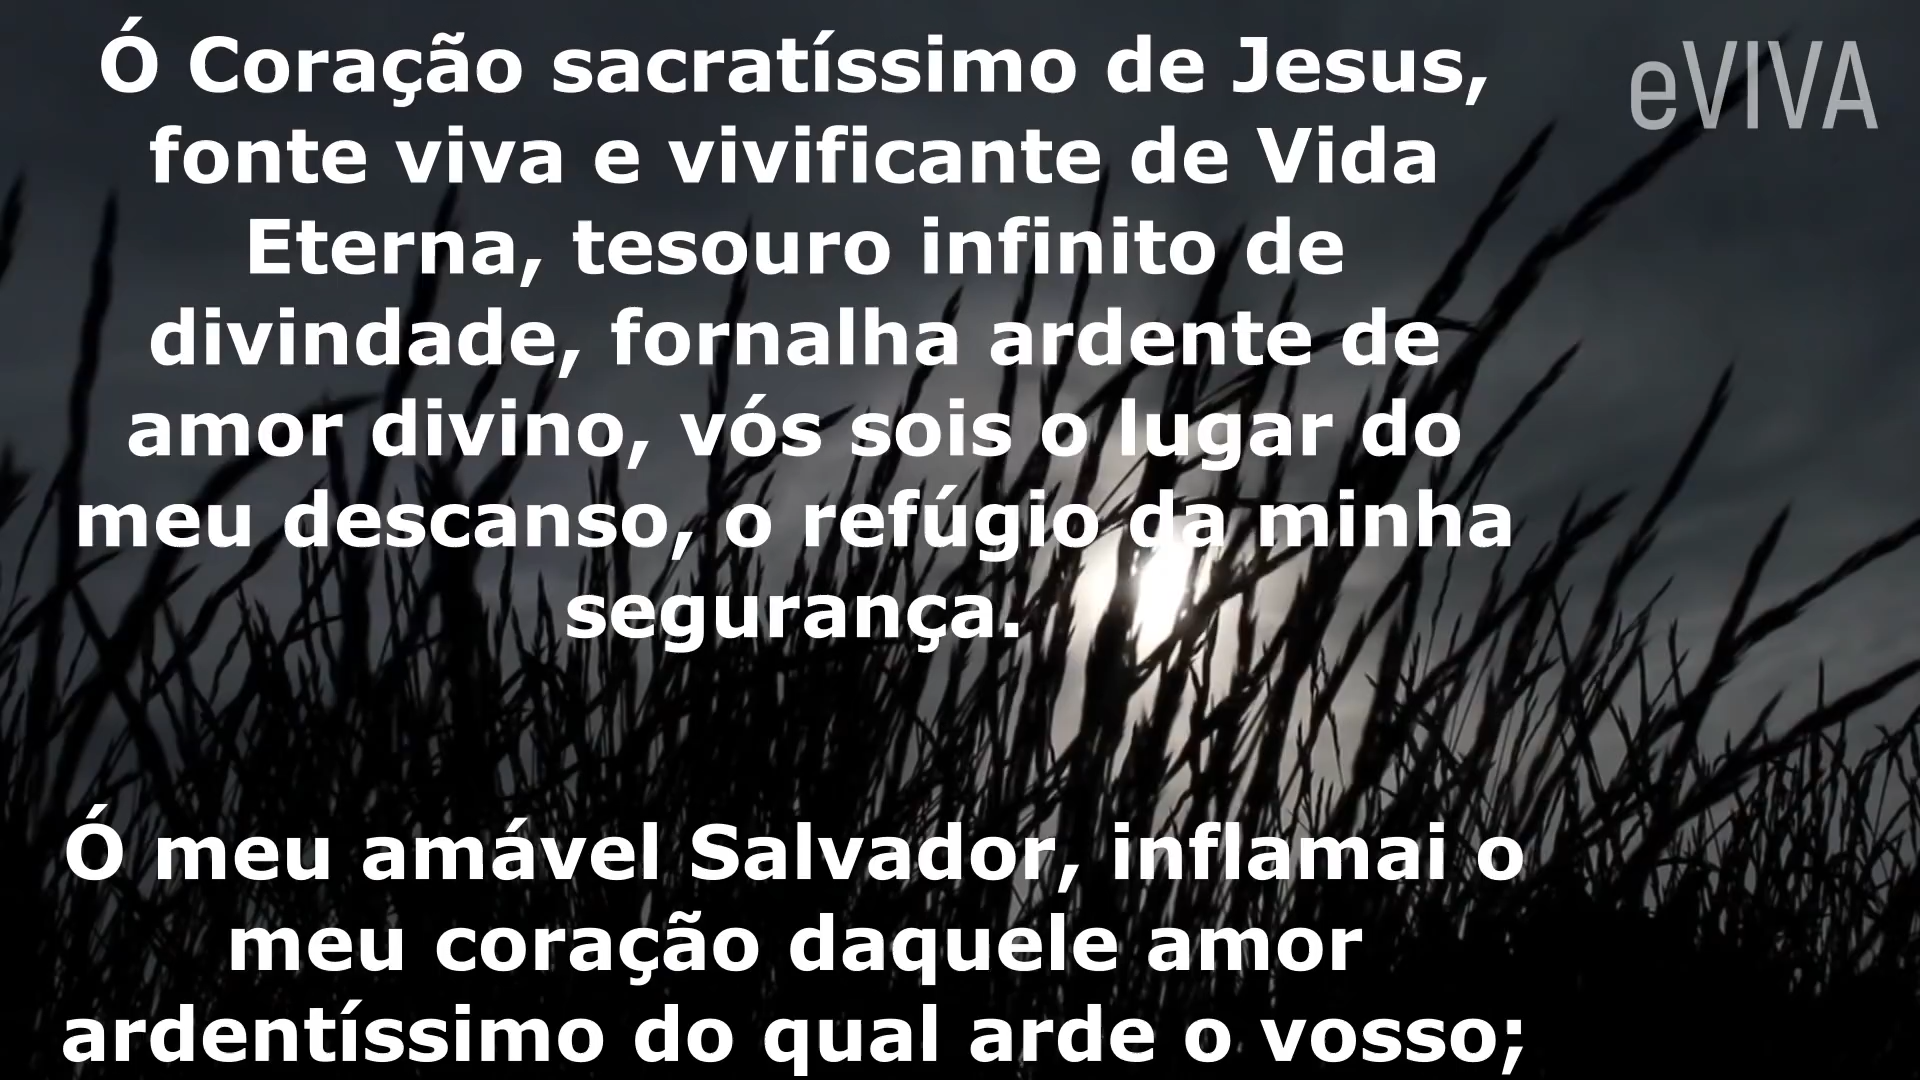 Ó Coração sacratíssimo de Jesus,
fonte viva e vivificante de Vida
Eterna, tesouro infinito de
divindade, fornalha ardente de
amor divino, vós sois o lugar do
meu descanso, o refúgio da minha
segurança.
Ó meu amável Salvador, inflamai o
meu coração daquele amor
ardentíssimo do qual arde o vosso;
eVIVA